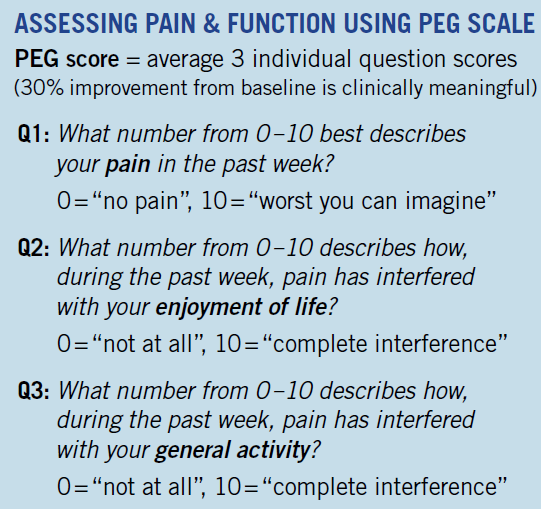 ASSESSING PAIN & FUNCTION USING PEG SCALE
PEG score = average 3 individual question scores
(30% improvement from baseline is clinically meaningful)
Q1: What number from 0–10 best describes
your pain in the past week?
0=“no pain”, 10=“worst you can imagine”
Q2: What number from 0–10 describes how,
during the past week, pain has interfered
with your enjoyment of life?
0=“not at all”, 10=“complete interference”
Q3: What number from 0–10 describes how,
during the past week, pain has interfered
with your general activity?
0=“not at all”, 10=“complete interference”